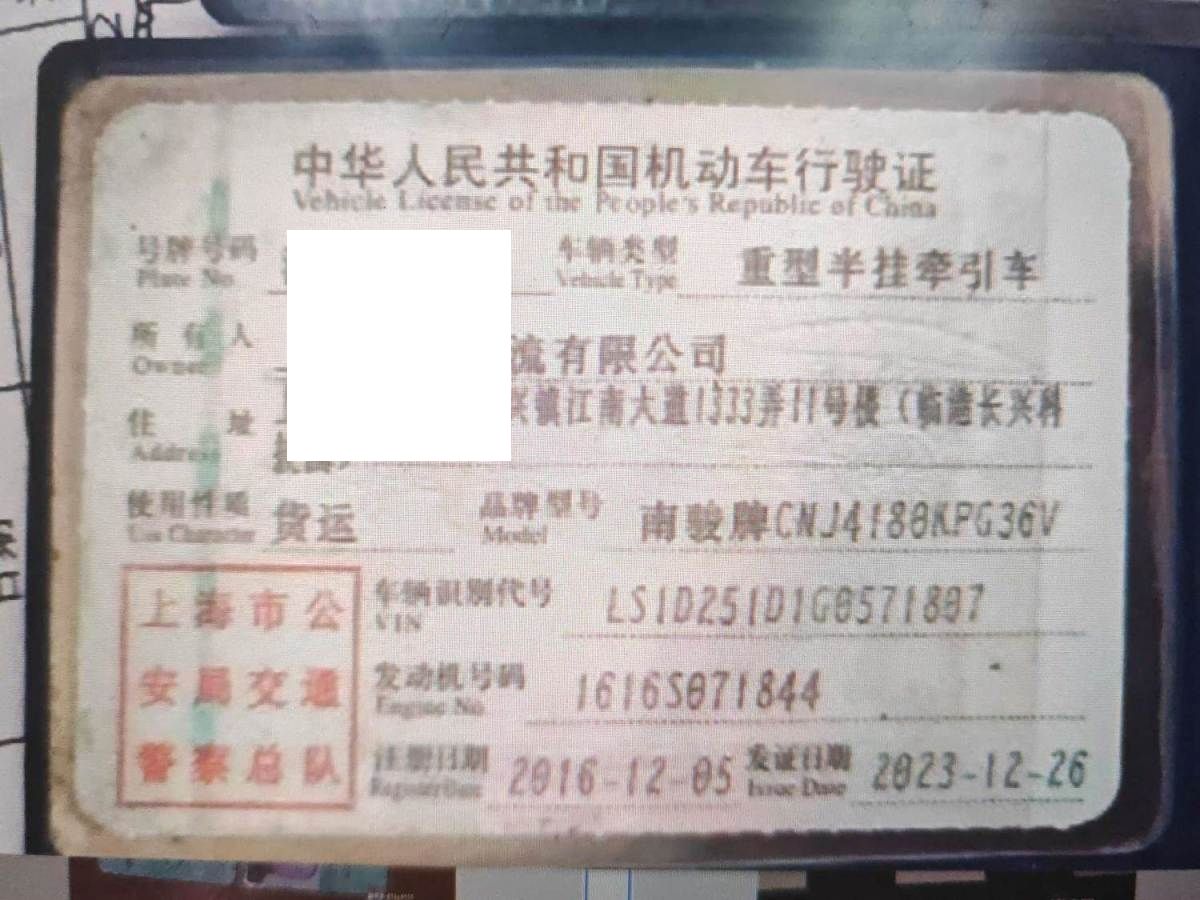 中华人民共和国机动车行驶证
Vehicle License of the People's Republic of China
号牌号码 车辆类型 重型半挂牵引车
Plate No. Vehicle Type
所有人 流有限公司
Owner
住址 兴镇江南大道1333弄11号楼（临港长兴科
Address
使用性质 货运 品牌型号 南骏牌CNJ4180KPG36V
Use Character Model
上海市公 车辆识别代号 LS1D251D1G0571807
VIN
安局交通 发动机号码 1616S071844
Engine No.
警察总队 注册日期 2016-12-05 发证日期 2023-12-26
Register Date Issue Date